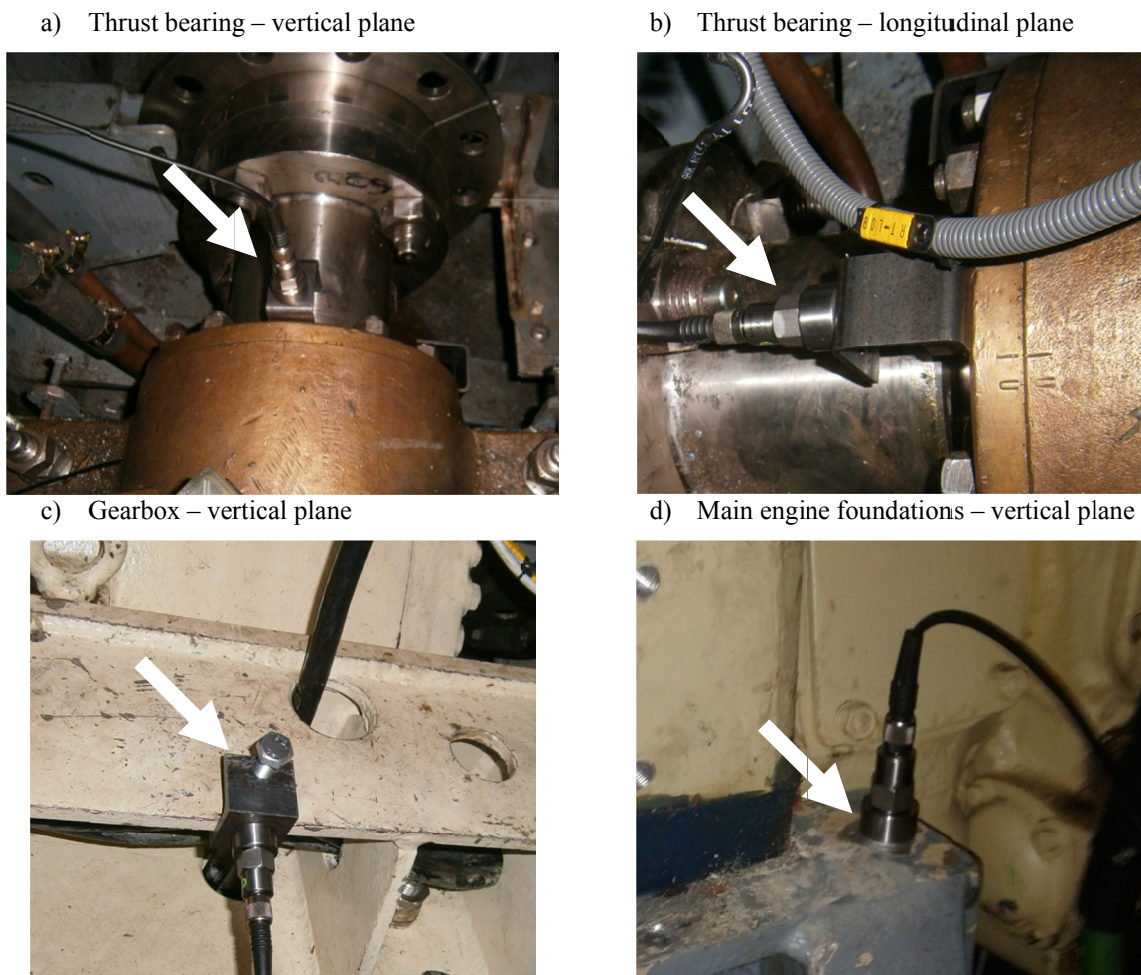 a) Thrust bearing – vertical plane
b) Thrust bearing – longitudinal plane
c) Gearbox – vertical plane
d) Main engine foundations – vertical plane